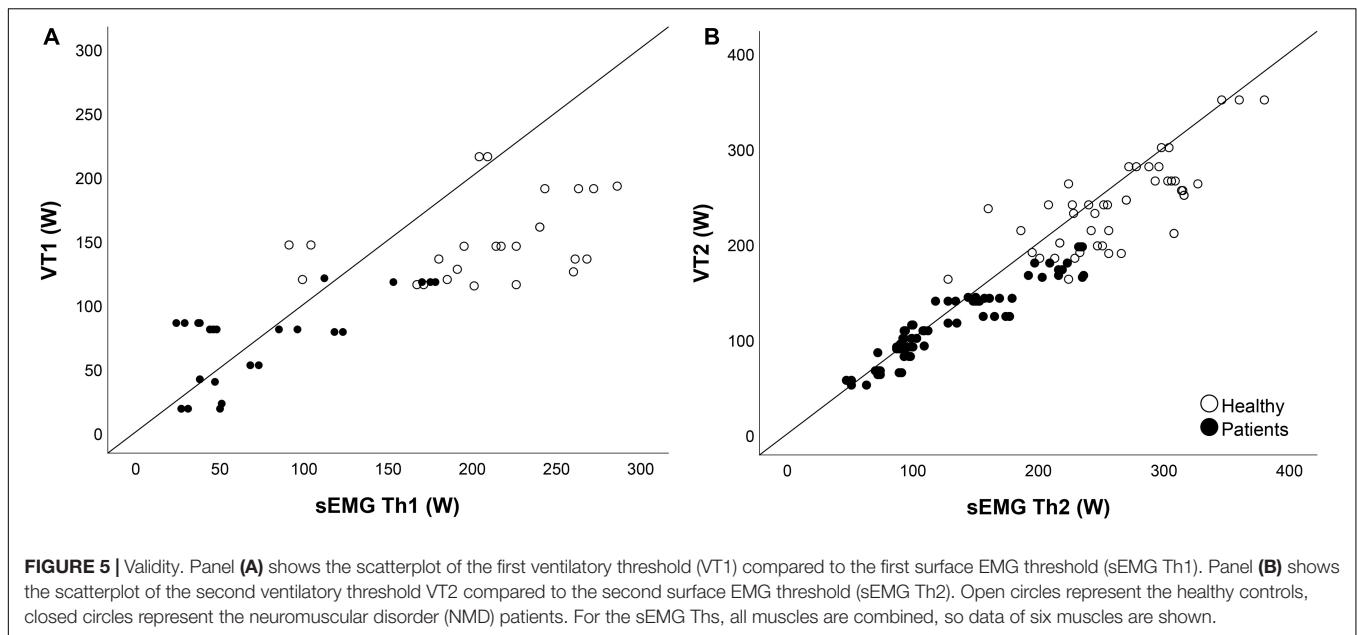 A
B
300
250
200
150
100
50
0
VT1 (W)
0 50 100 150 200 250 300
sEMG Th1 (W)
400
300
200
100
0
VT2 (W)
0 100 200 300 400
sEMG Th2 (W)
Healthy
Patients
FIGURE 5 | Validity. Panel (A) shows the scatterplot of the first ventilatory threshold (VT1) compared to the first surface EMG threshold (sEMG Th1). Panel (B) shows
the scatterplot of the second ventilatory threshold VT2 compared to the second surface EMG threshold (sEMG Th2). Open circles represent the healthy controls,
closed circles represent the neuromuscular disorder (NMD) patients. For the sEMG Ths, all muscles are combined, so data of six muscles are shown.